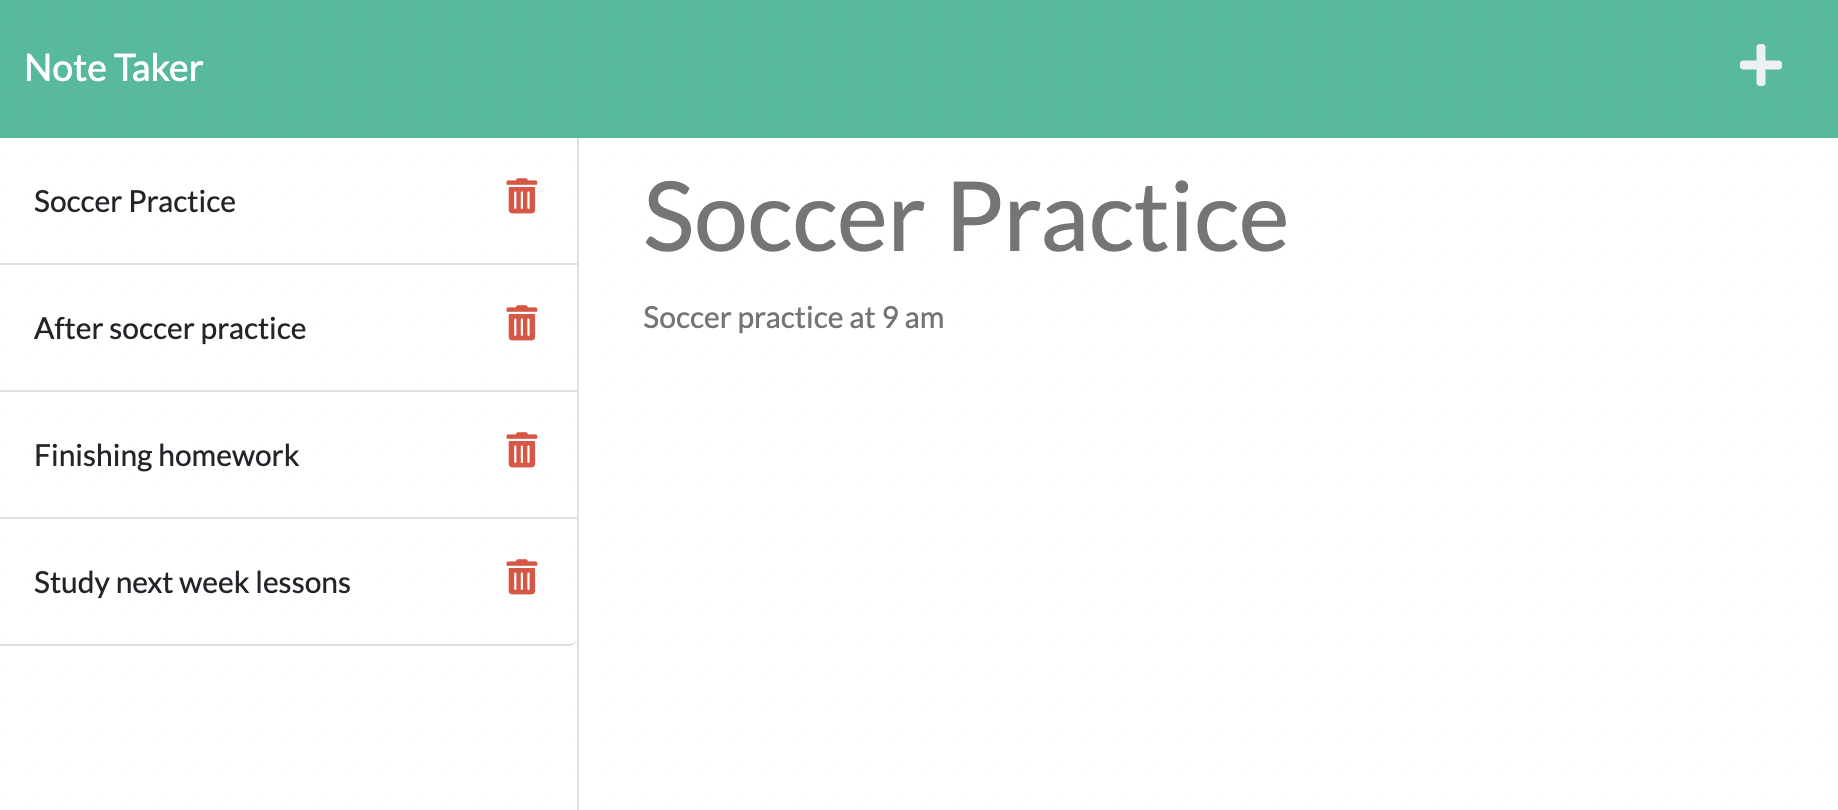 Note Taker
Soccer Practice
After soccer practice
Finishing homework
Study next week lessons
Soccer Practice
Soccer practice at 9 am